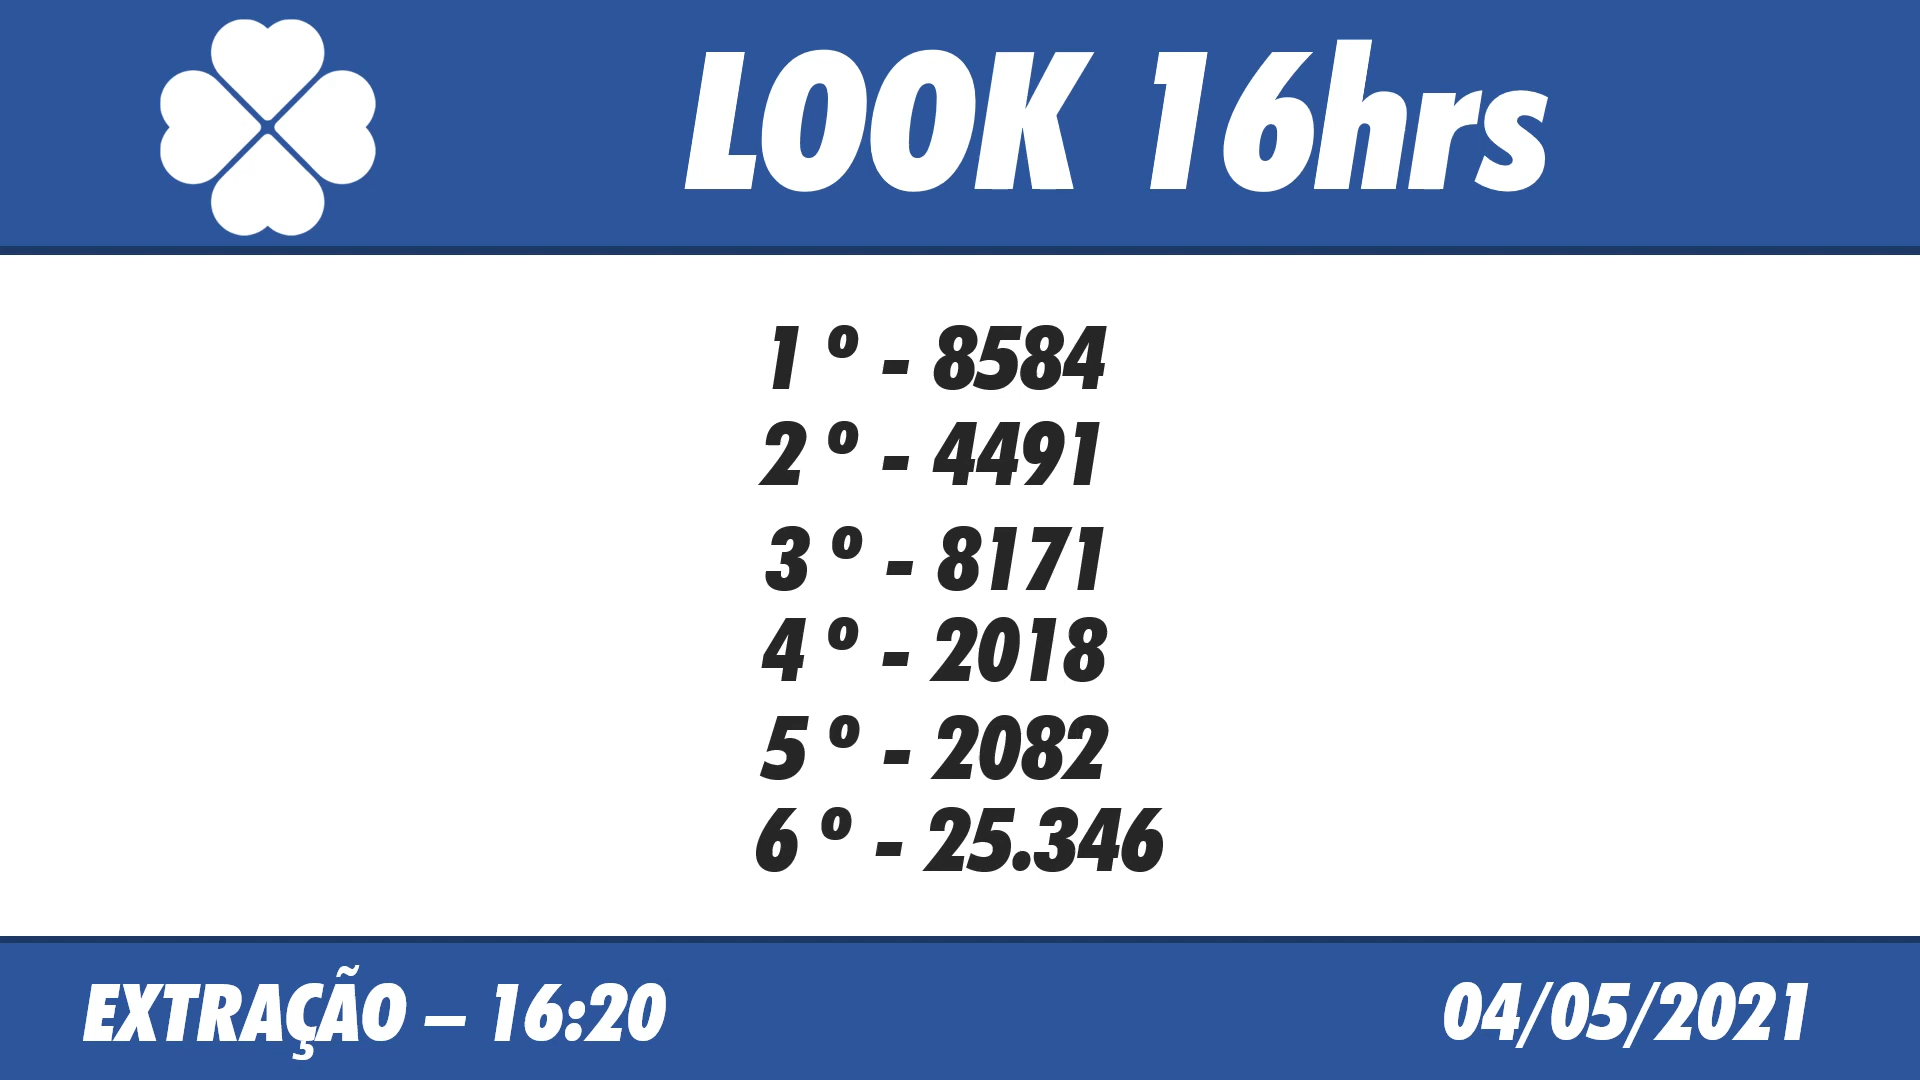 LOOK 16hrs
1 º - 8584
2 º - 4491
3 º - 8171
4 º - 2018
5 º - 2082
6 º - 25.346
EXTRAÇÃO – 16:20
04/05/2021